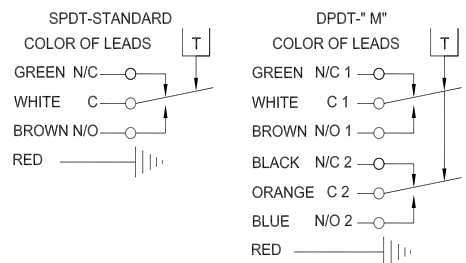 SPDT-STANDARD
COLOR OF LEADS T
GREEN N/C
WHITE C
BROWN N/O
RED
DPDT-" M"
COLOR OF LEADS T
GREEN N/C 1
WHITE C 1
BROWN N/O 1
BLACK N/C 2
ORANGE C 2
BLUE N/O 2
RED